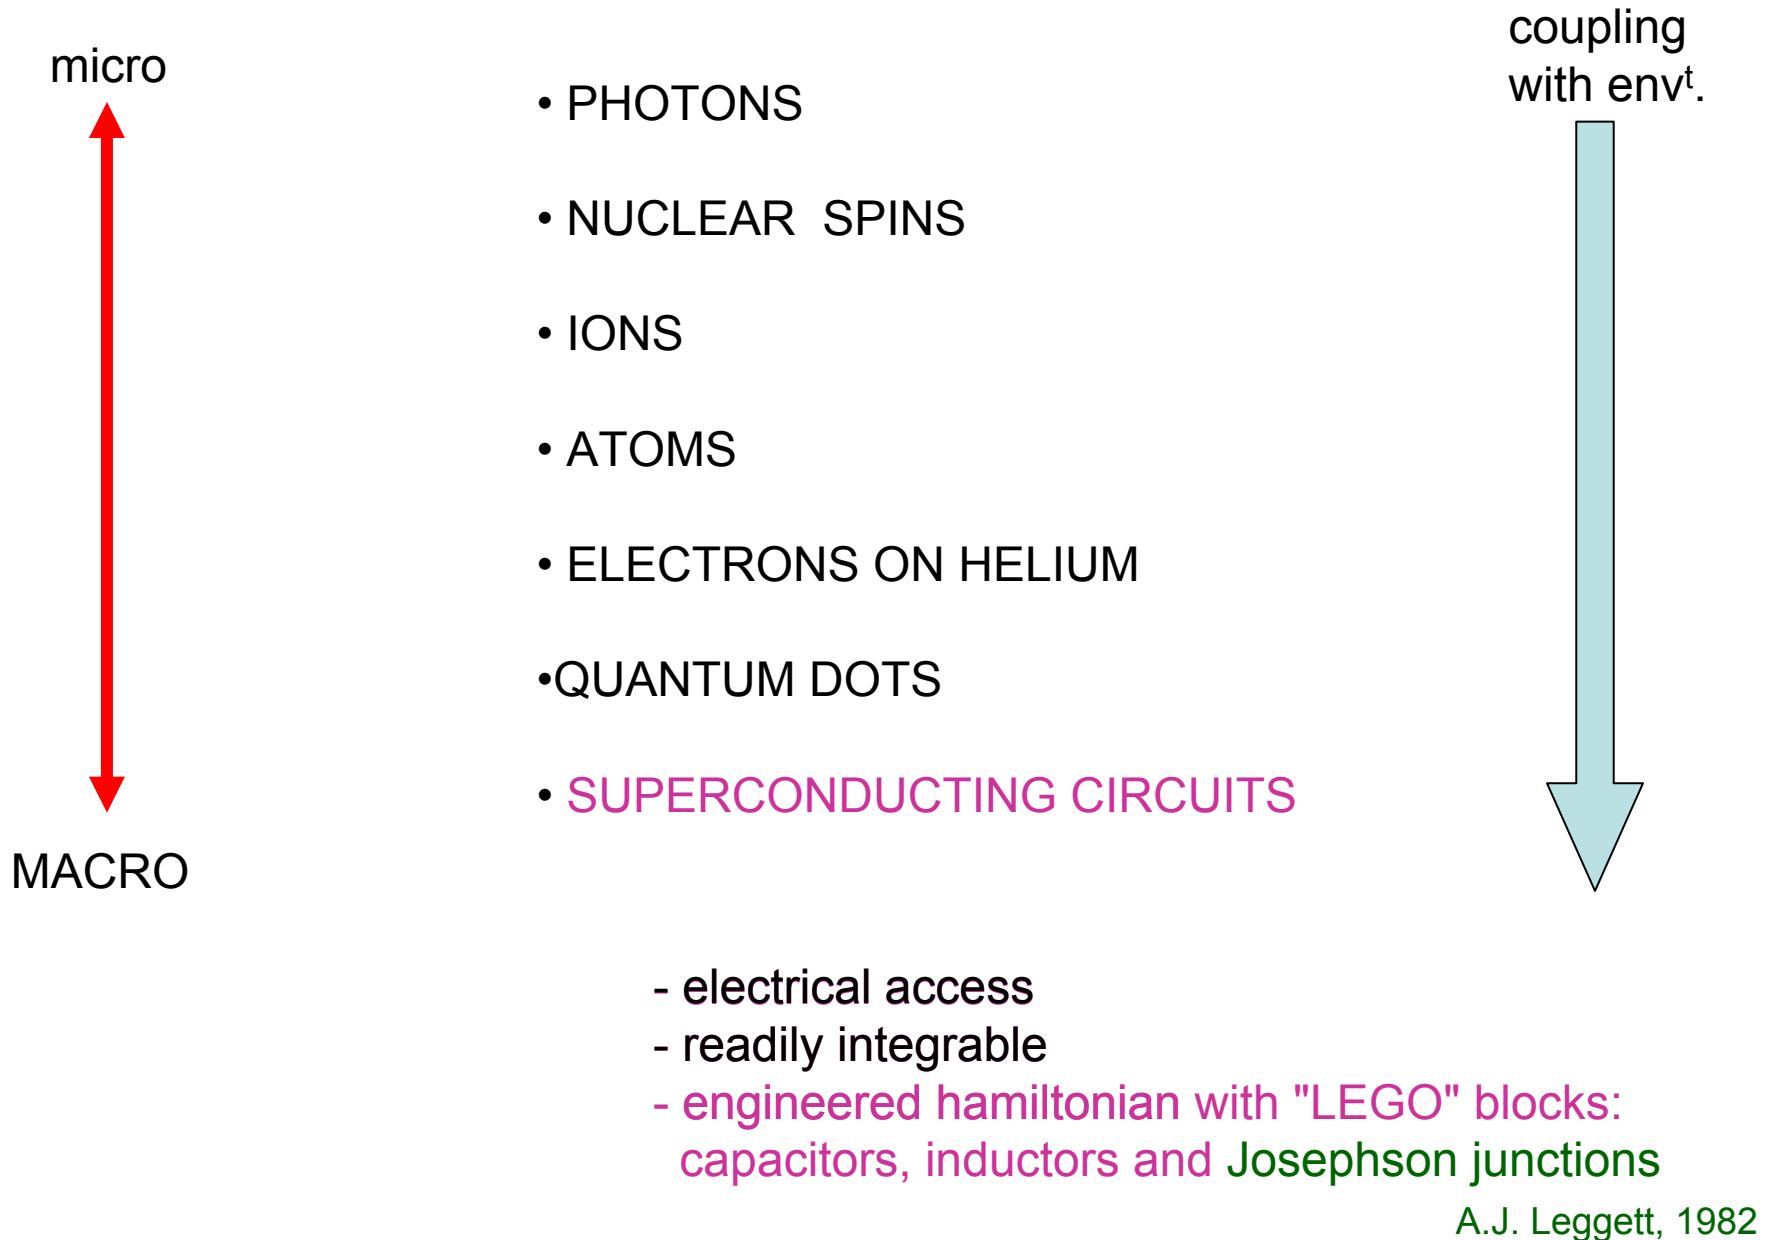 micro
coupling
with envᵗ.
• PHOTONS
• NUCLEAR  SPINS
• IONS
• ATOMS
• ELECTRONS ON HELIUM
•QUANTUM DOTS
• SUPERCONDUCTING CIRCUITS
MACRO
- electrical access
- readily integrable
- engineered hamiltonian with "LEGO" blocks:
capacitors, inductors and Josephson junctions
A.J. Leggett, 1982